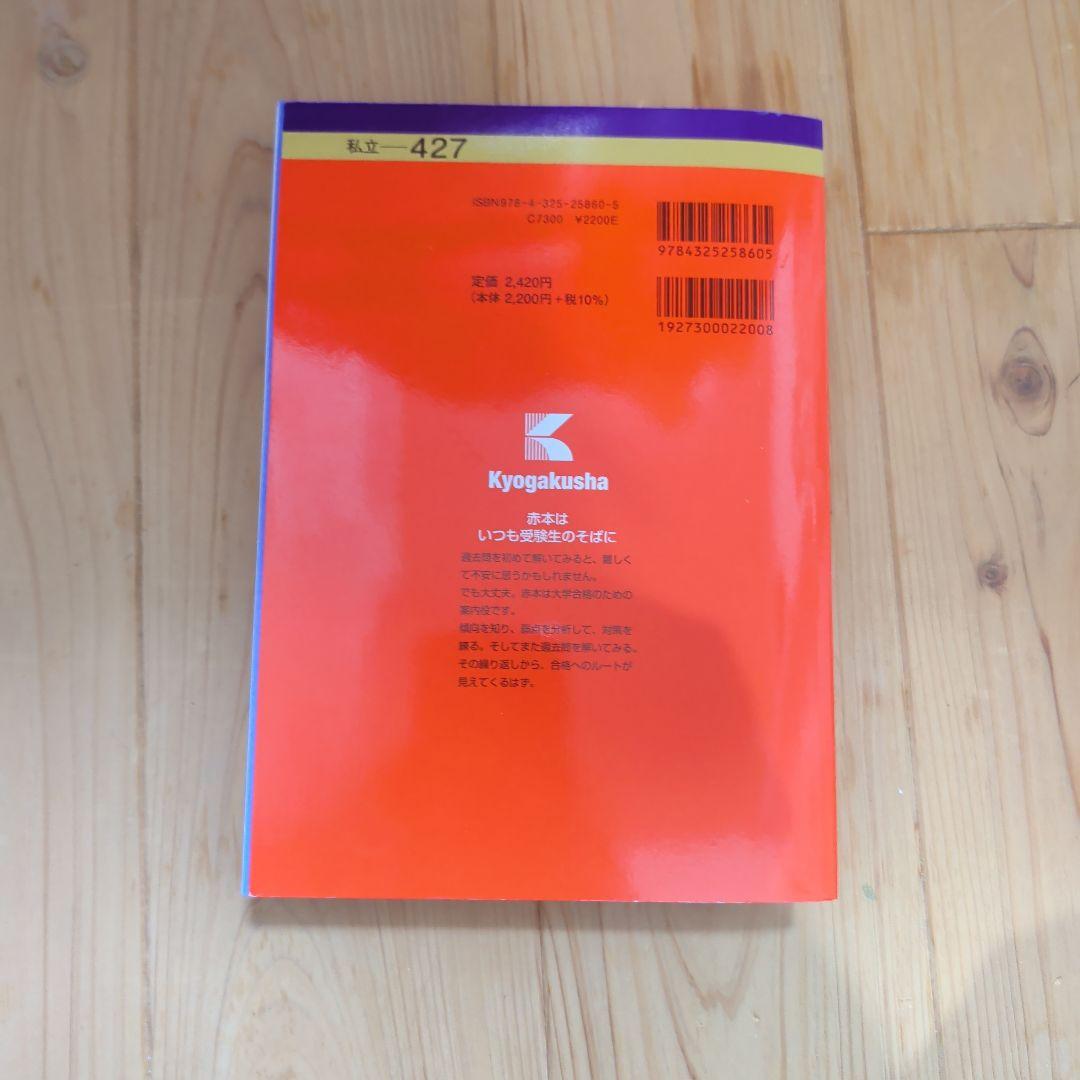 私立—427
ISBN978-4-325-25860-5
C7300 ¥2200E
9784325258605
定価 2,420円
(本体 2,200円+税10%)
1927300022008
Kyogakusha
赤本は
いつも受験生のそばに
過去問を初めて解いてみると、難しく
て不安に思うかもしれません。
でも大丈夫。赤本は大学合格のための
案内役です。
傾向を知り、弱点を分析して、対策を
練る。そしてまた過去問を解いてみる。
その繰り返しから、合格へのルートが
見えてくるはず。